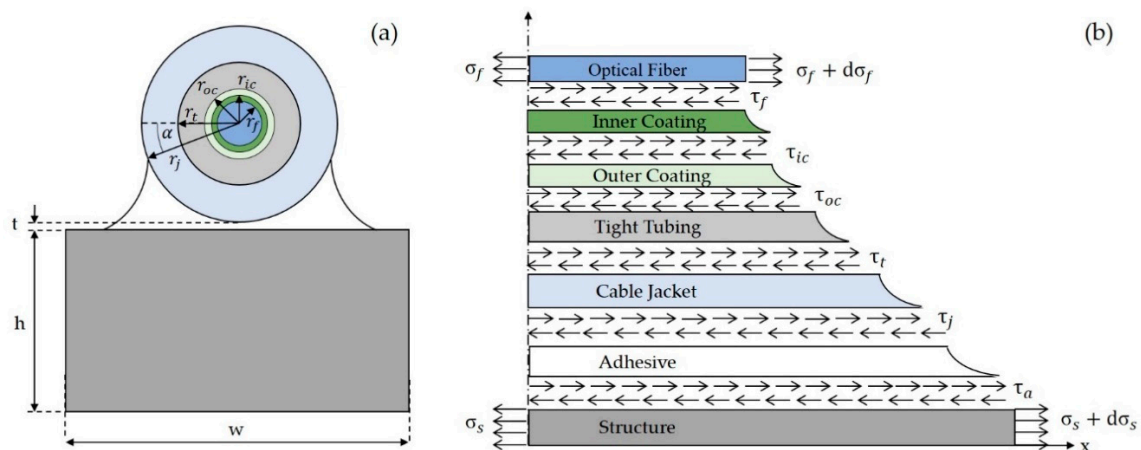 (a)
r_ic
r_oc
r_t
r_f
α
r_j
t
h
w
(b)
σ_f
Optical Fiber
σ_f + dσ_f
τ_f
Inner Coating
τ_ic
Outer Coating
τ_oc
Tight Tubing
τ_t
Cable Jacket
τ_j
Adhesive
τ_a
σ_s
Structure
σ_s + dσ_s
x